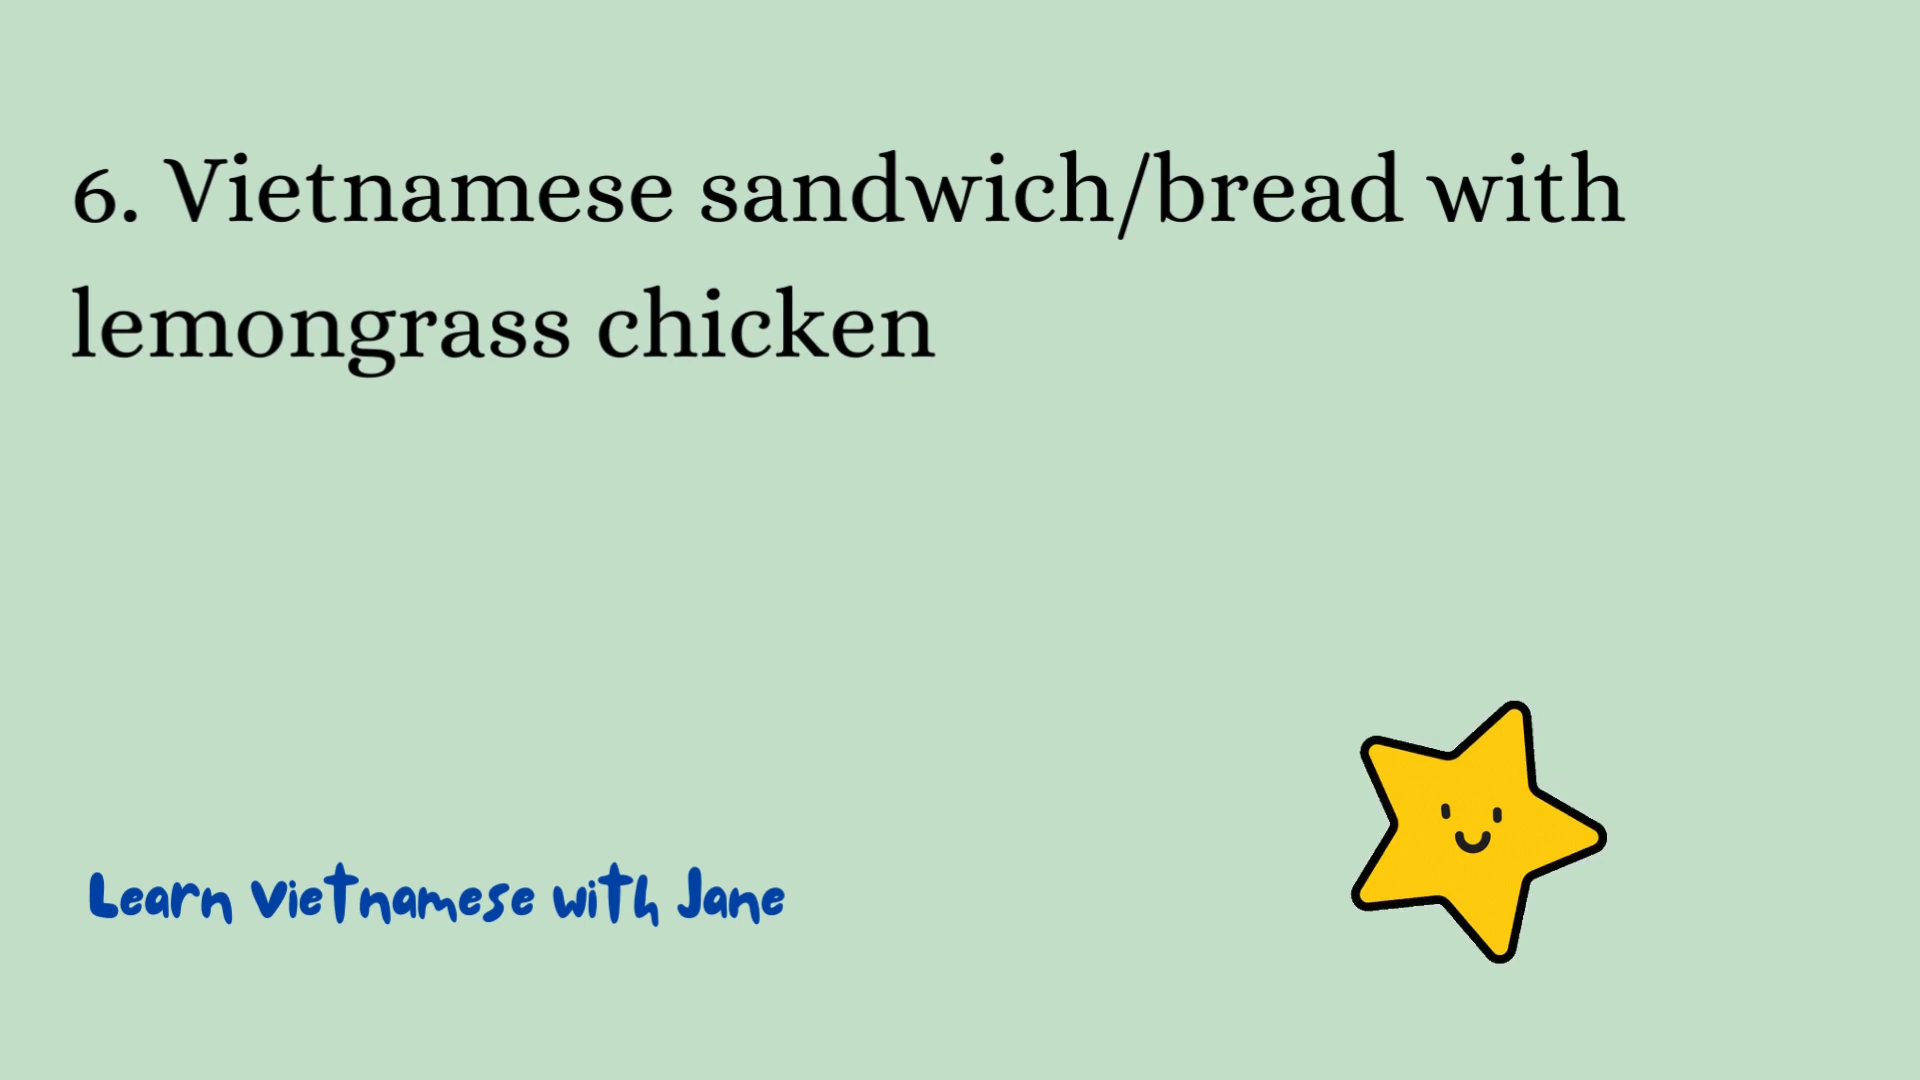 6. Vietnamese sandwich/bread with
lemongrass chicken
Learn Vietnamese with Jane